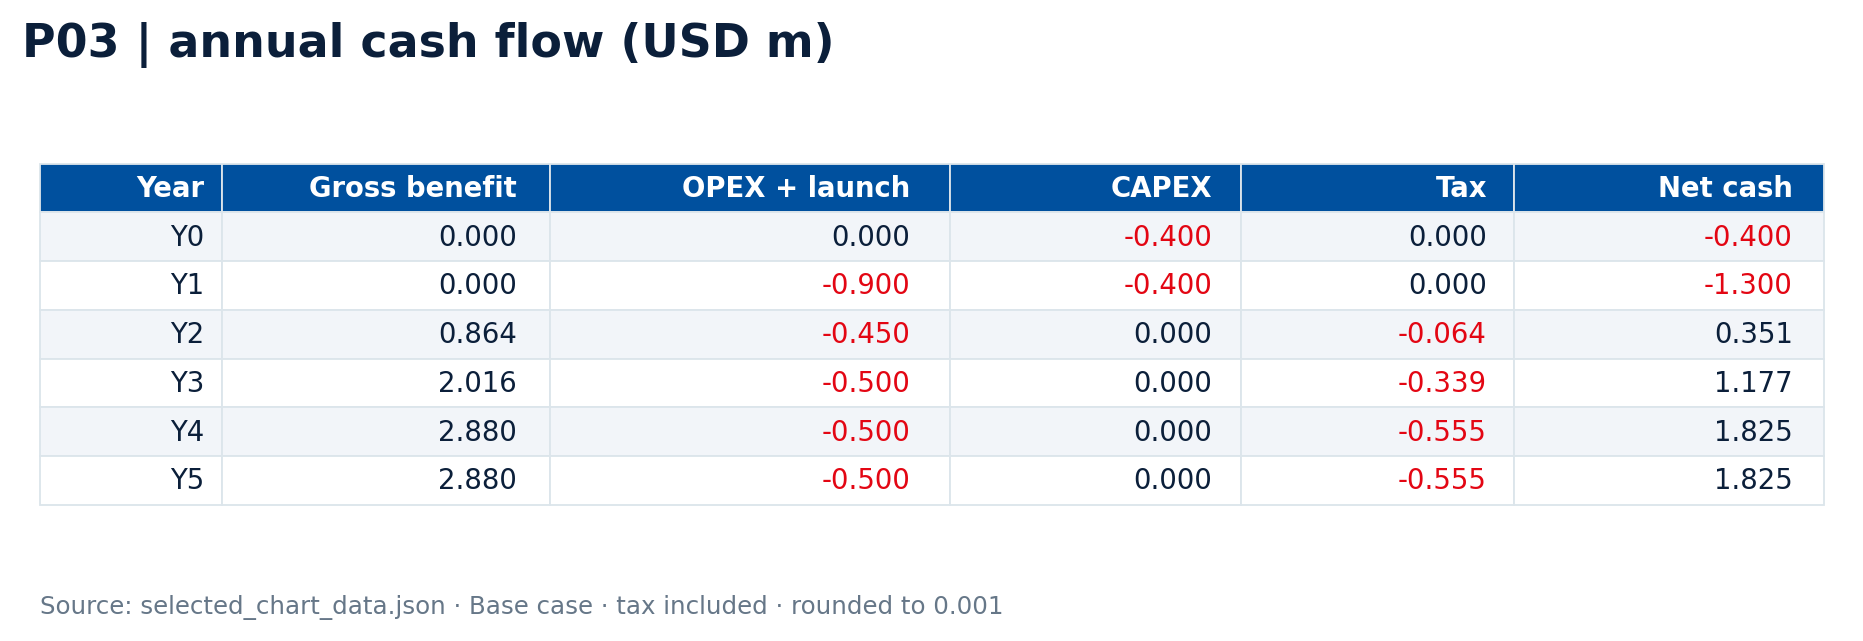 P03 | annual cash flow (USD m)
Year Gross benefit OPEX + launch CAPEX Tax Net cash
Y0 0.000 0.000 -0.400 0.000 -0.400
Y1 0.000 -0.900 -0.400 0.000 -1.300
Y2 0.864 -0.450 0.000 -0.064 0.351
Y3 2.016 -0.500 0.000 -0.339 1.177
Y4 2.880 -0.500 0.000 -0.555 1.825
Y5 2.880 -0.500 0.000 -0.555 1.825
Source: selected_chart_data.json · Base case · tax included · rounded to 0.001